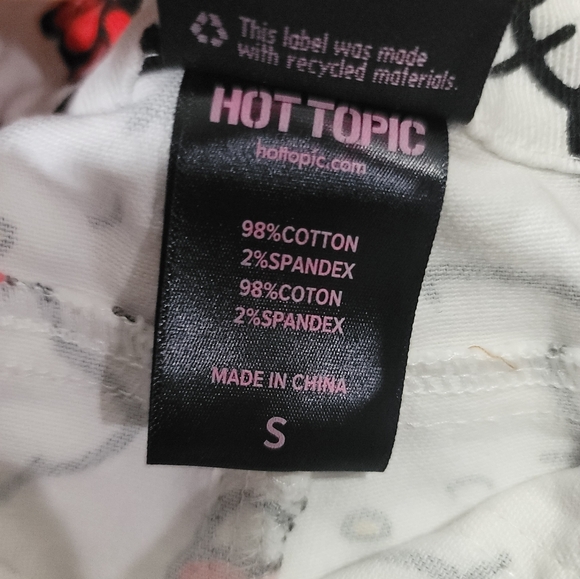 This label was made
with recycled materials.
HOT TOPIC
hottopic.com
98%COTTON
2%SPANDEX
98%COTON
2%SPANDEX
MADE IN CHINA
S